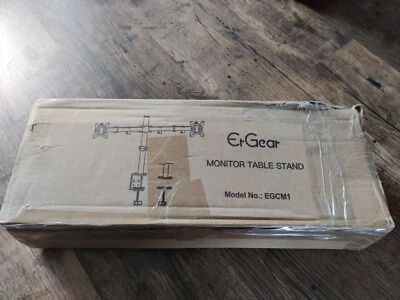 ErGear
MONITOR TABLE STAND
Model No.: EGCM1